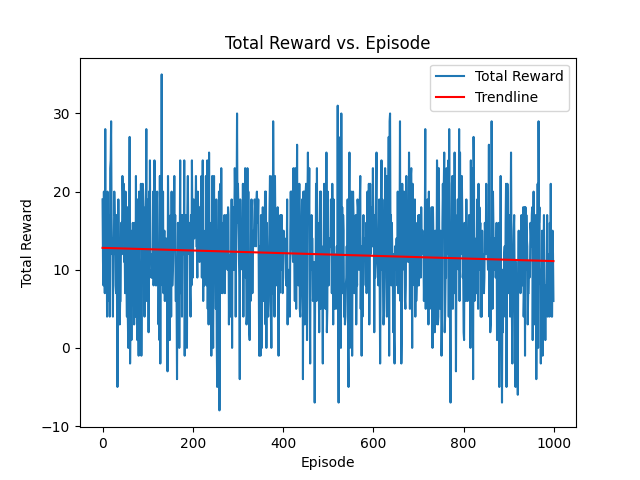 Total Reward vs. Episode
Total Reward
Trendline
30
20
10
0
−10
Total Reward
0
200
400
600
800
1000
Episode